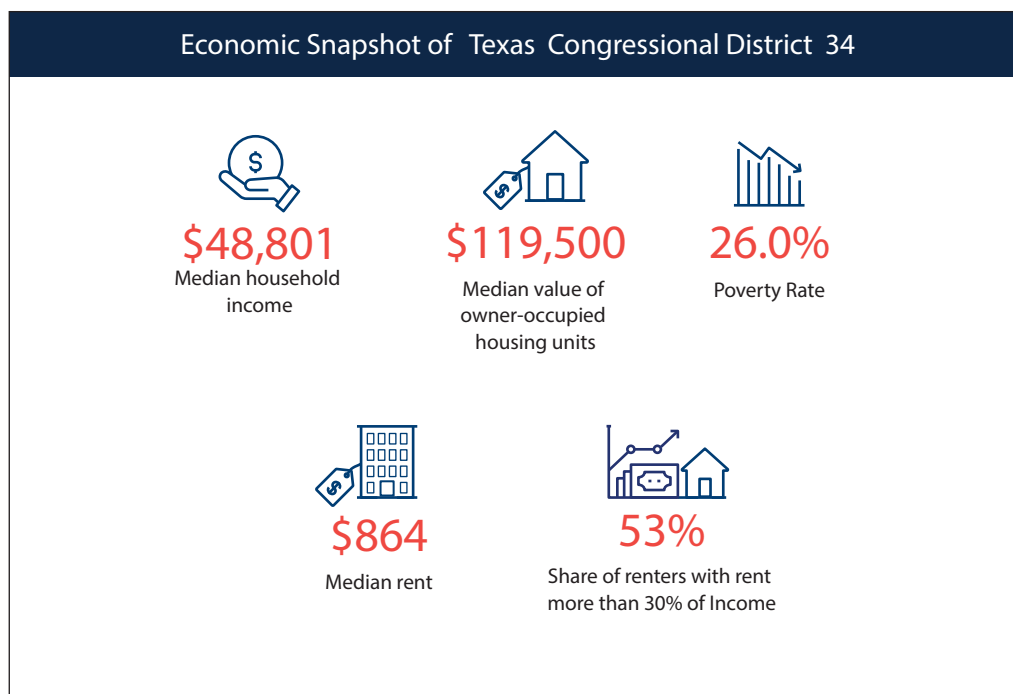 Economic Snapshot of Texas Congressional District 34
$
$
$48,801
Median household
income
$119,500
Median value of
owner-occupied
housing units
26.0%
Poverty Rate
$
$864
Median rent
53%
Share of renters with rent
more than 30% of Income